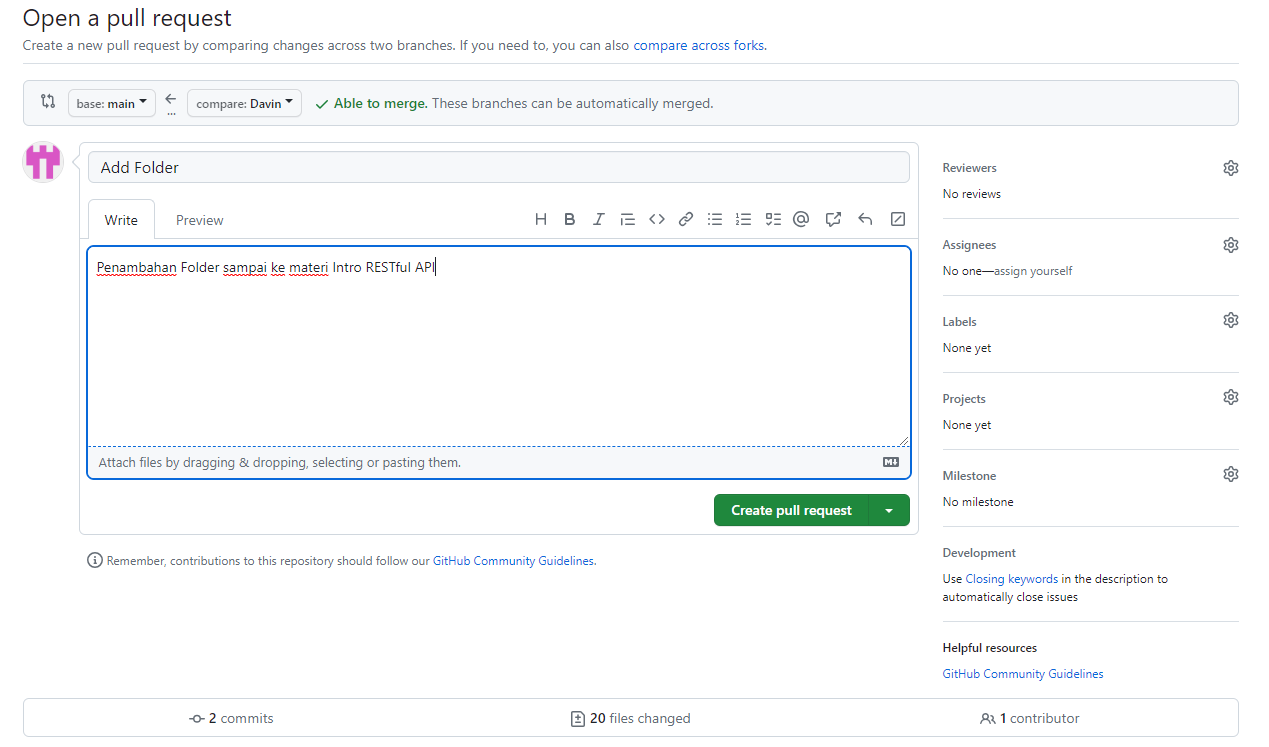 Open a pull request
Create a new pull request by comparing changes across two branches. If you need to, you can also compare across forks.
base: main
...
compare: Davin
Able to merge. These branches can be automatically merged.
Add Folder
Write Preview
Penambahan Folder sampai ke materi Intro RESTful API
Attach files by dragging & dropping, selecting or pasting them.
Create pull request
Remember, contributions to this repository should follow our GitHub Community Guidelines.
Reviewers
No reviews
Assignees
No one—assign yourself
Labels
None yet
Projects
None yet
Milestone
No milestone
Development
Use Closing keywords in the description to
automatically close issues
Helpful resources
GitHub Community Guidelines
2 commits
20 files changed
1 contributor